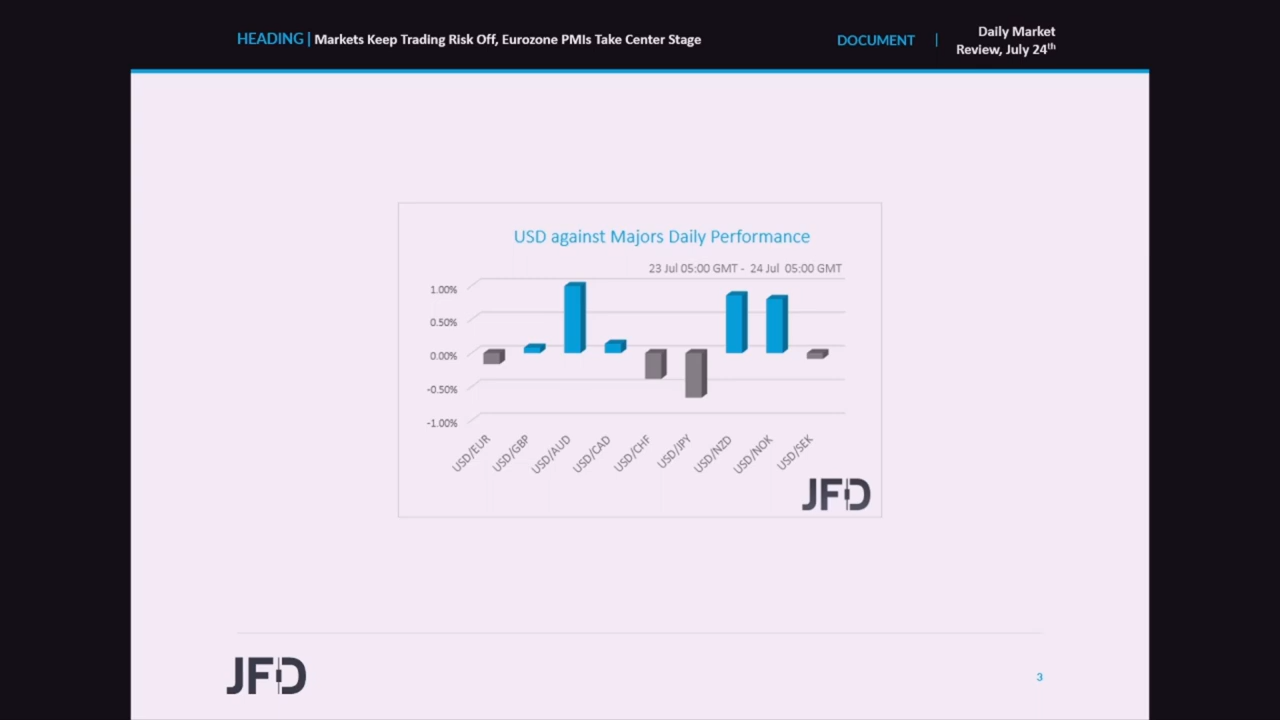 HEADING | Markets Keep Trading Risk Off, Eurozone PMIs Take Center Stage
DOCUMENT | Daily Market
Review, July 24th
USD against Majors Daily Performance
23 Jul 05:00 GMT - 24 Jul 05:00 GMT
1.00%
0.50%
0.00%
-0.50%
-1.00%
USD/EUR
USD/GBP
USD/AUD
USD/CAD
USD/CHF
USD/JPY
USD/NZD
USD/NOK
USD/SEK
JFD
JFD
3